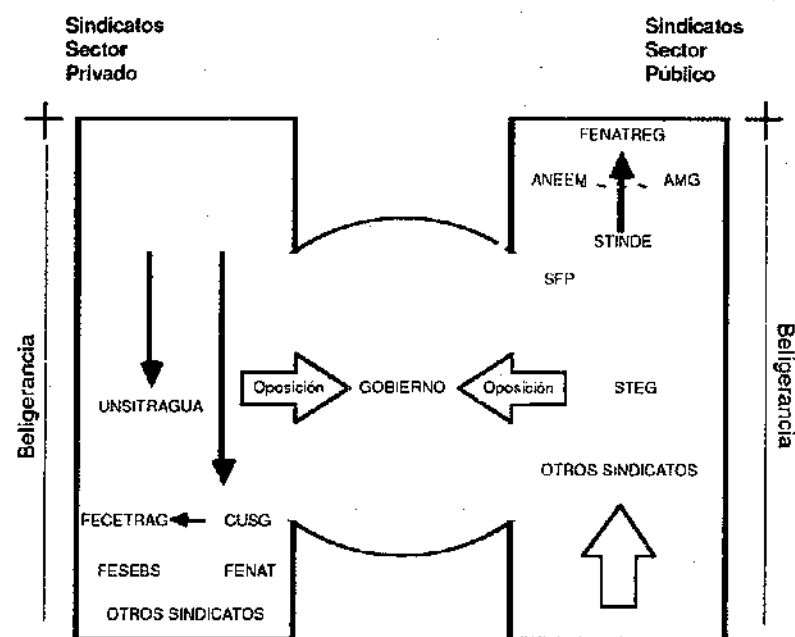 Sindicatos
Sector
Privado
Sindicatos
Sector
Público
FENATREG
ANEEM
AMG
STINDE
SFP
Beligerancia
Beligerancia
Oposición
GOBIERNO
Oposición
STEG
UNSITRAGUA
OTROS SINDICATOS
FECETRAG
CUSG
FESEBS
FENAT
OTROS SINDICATOS